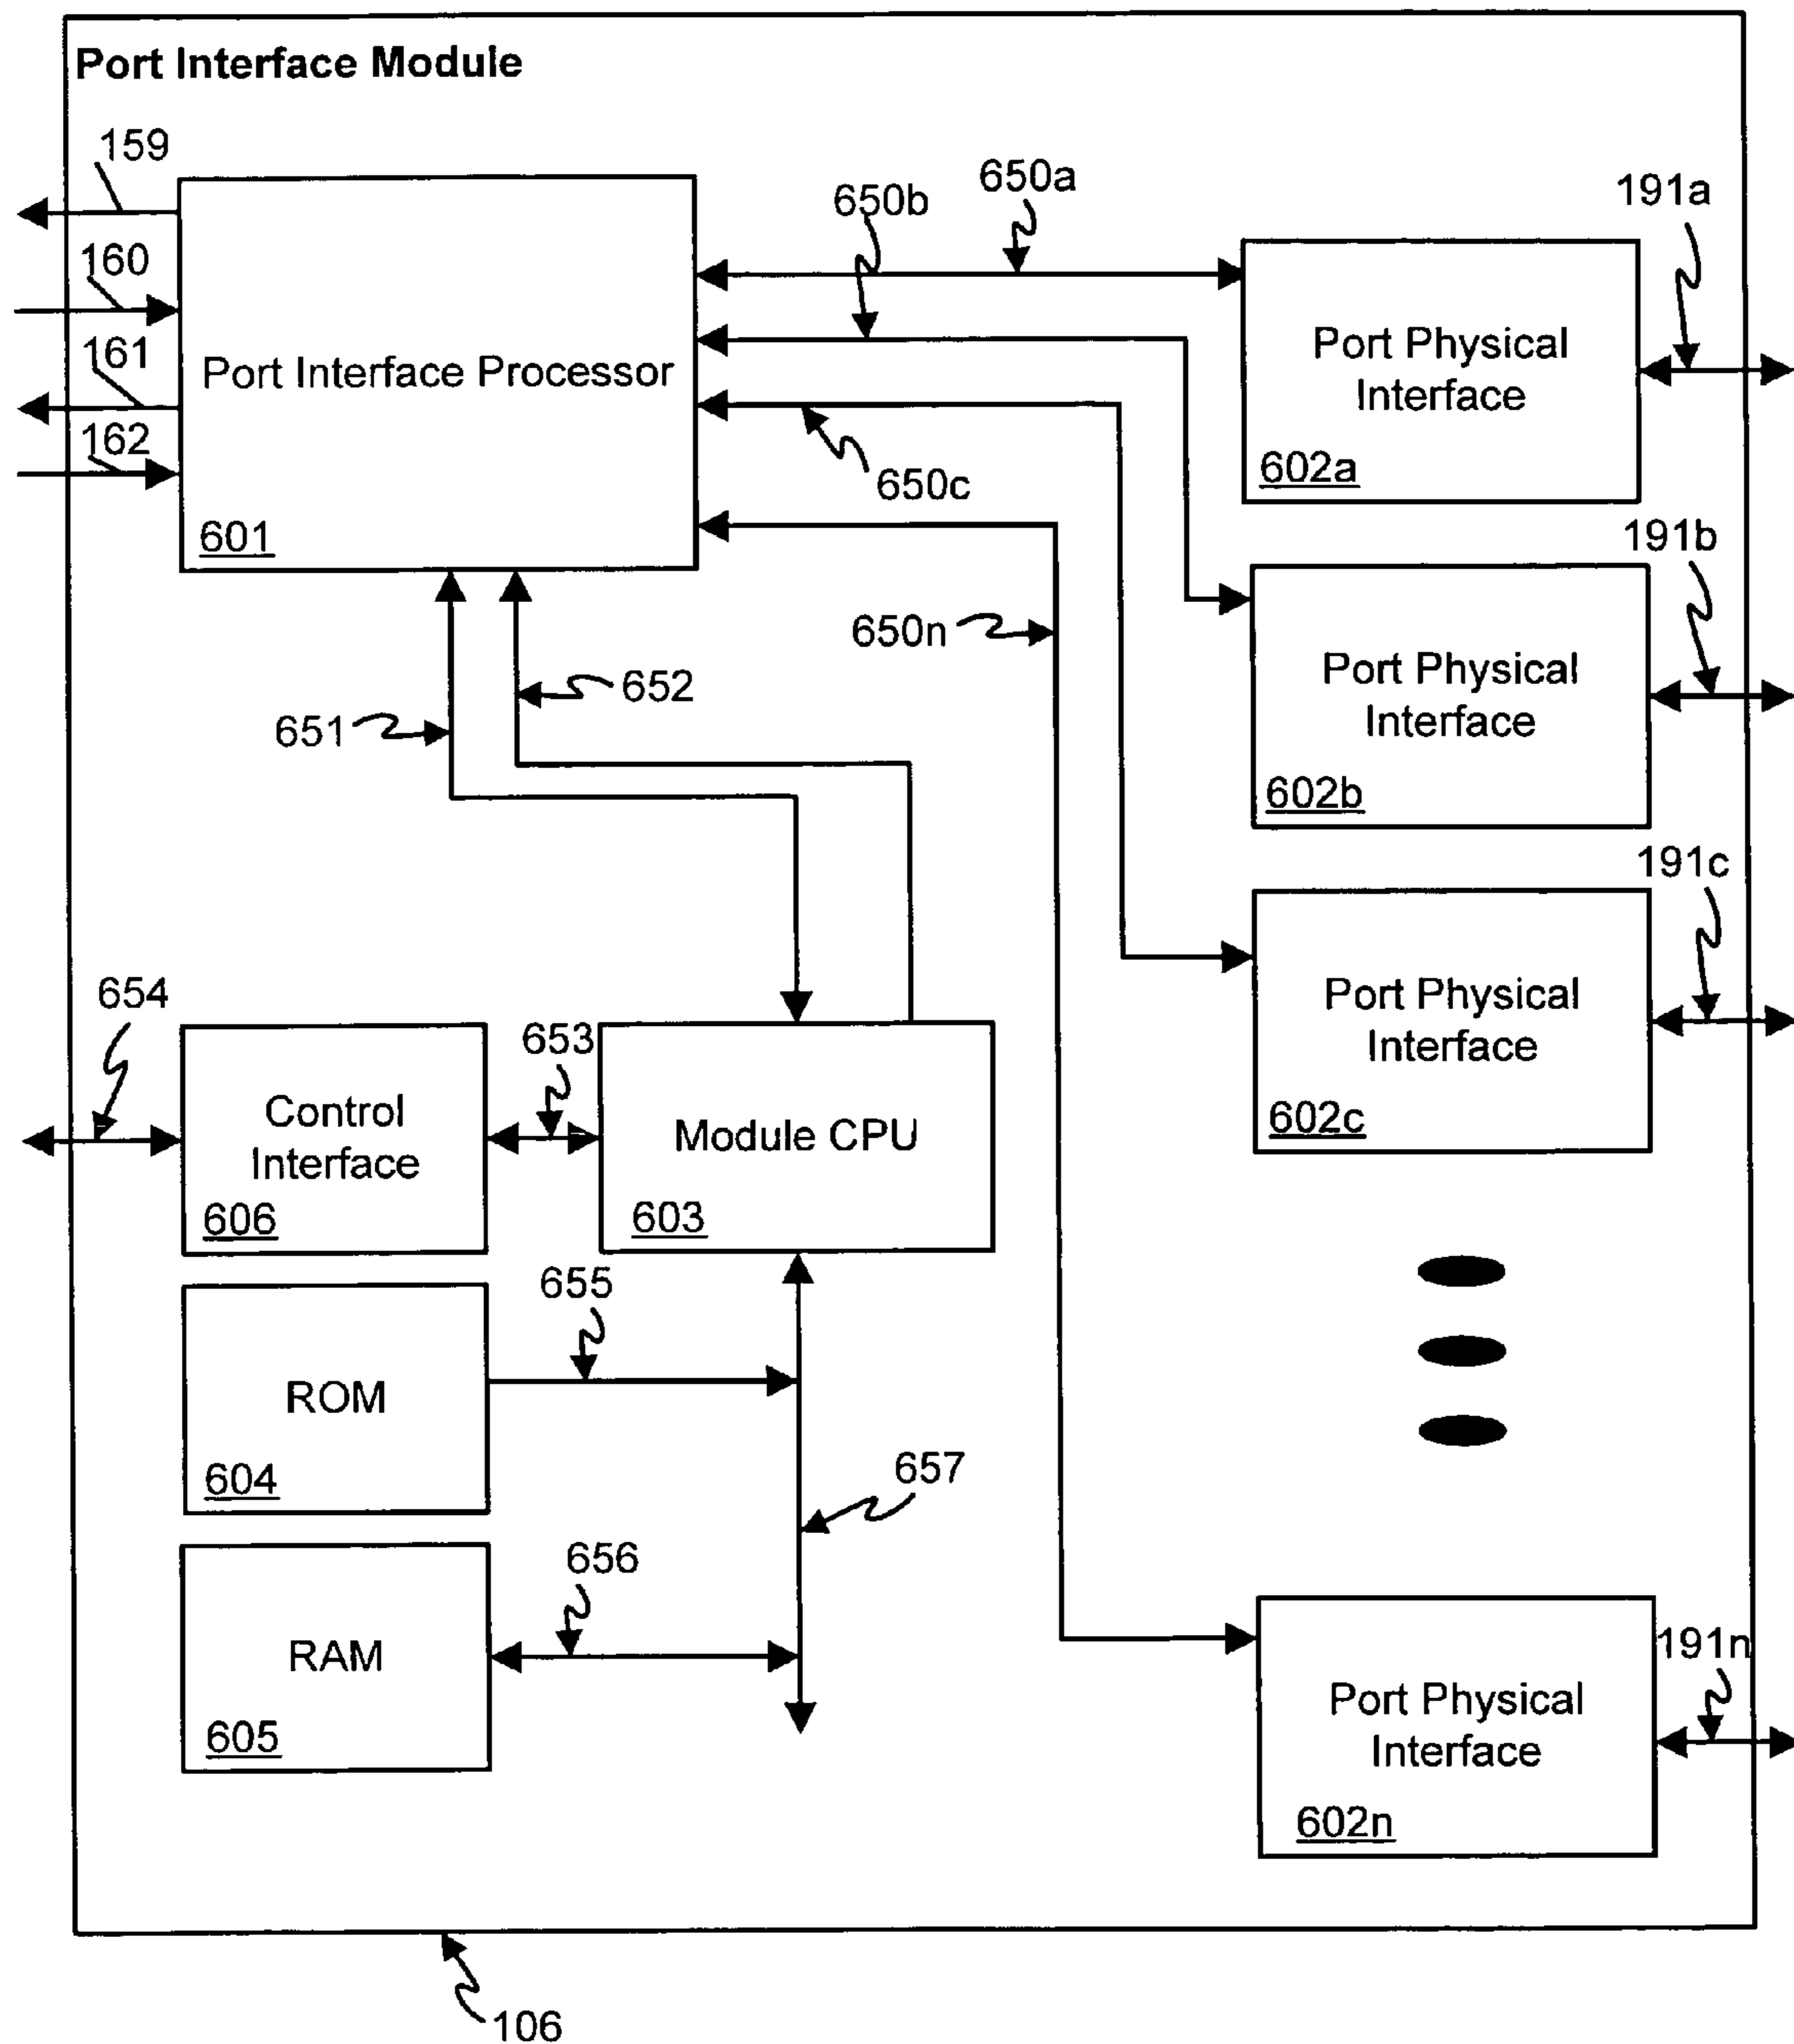 Port Interface Module
159
160
161
162
Port Interface Processor
601
650a
650b
650c
650n
191a
Port Physical
Interface
602a
191b
Port Physical
Interface
602b
191c
Port Physical
Interface
602c
651
652
654
Control
Interface
606
653
Module CPU
603
655
ROM
604
657
656
RAM
605
191n
Port Physical
Interface
602n
106